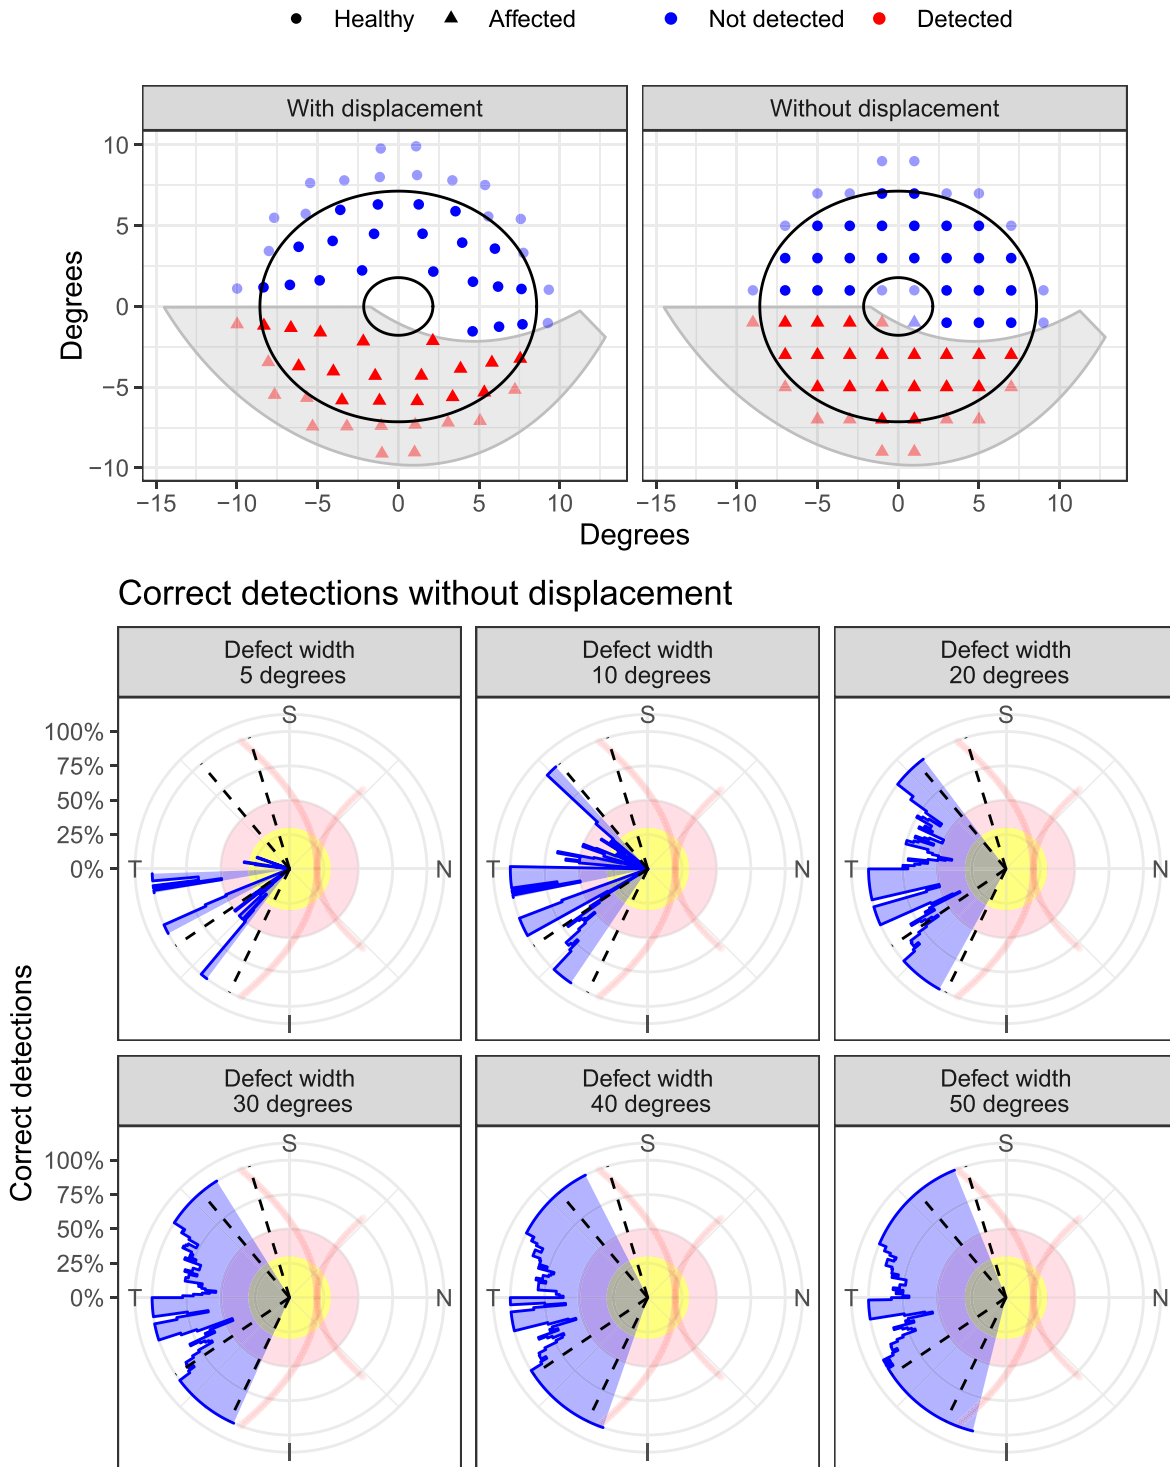 Healthy Affected Not detected Detected
With displacement Without displacement
10
5
0
−5
−10
Degrees
−15 −10 −5 0 5 10 −15 −10 −5 0 5 10
Degrees
Correct detections without displacement
Defect width
5 degrees
Defect width
10 degrees
Defect width
20 degrees
100%
75%
50%
25%
0%
S
T
N
I
S
T
N
I
S
T
N
I
Correct detections
Defect width
30 degrees
Defect width
40 degrees
Defect width
50 degrees
100%
75%
50%
25%
0%
S
T
N
I
S
T
N
I
S
T
N
I